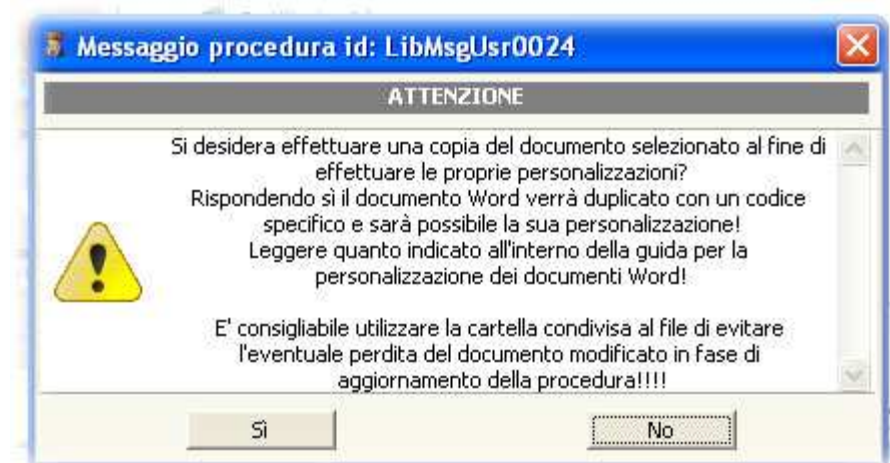 Messaggio procedura id: LibMsgUsr0024
ATTENZIONE
Si desidera effettuare una copia del documento selezionato al fine di
effettuare le proprie personalizzazioni?
Rispondendo sì il documento Word verrà duplicato con un codice
specifico e sarà possibile la sua personalizzazione!
Leggere quanto indicato all'interno della guida per la
personalizzazione dei documenti Word!
E' consigliabile utilizzare la cartella condivisa al file di evitare
l'eventuale perdita del documento modificato in fase di
aggiornamento della procedura!!!!
Sì
No